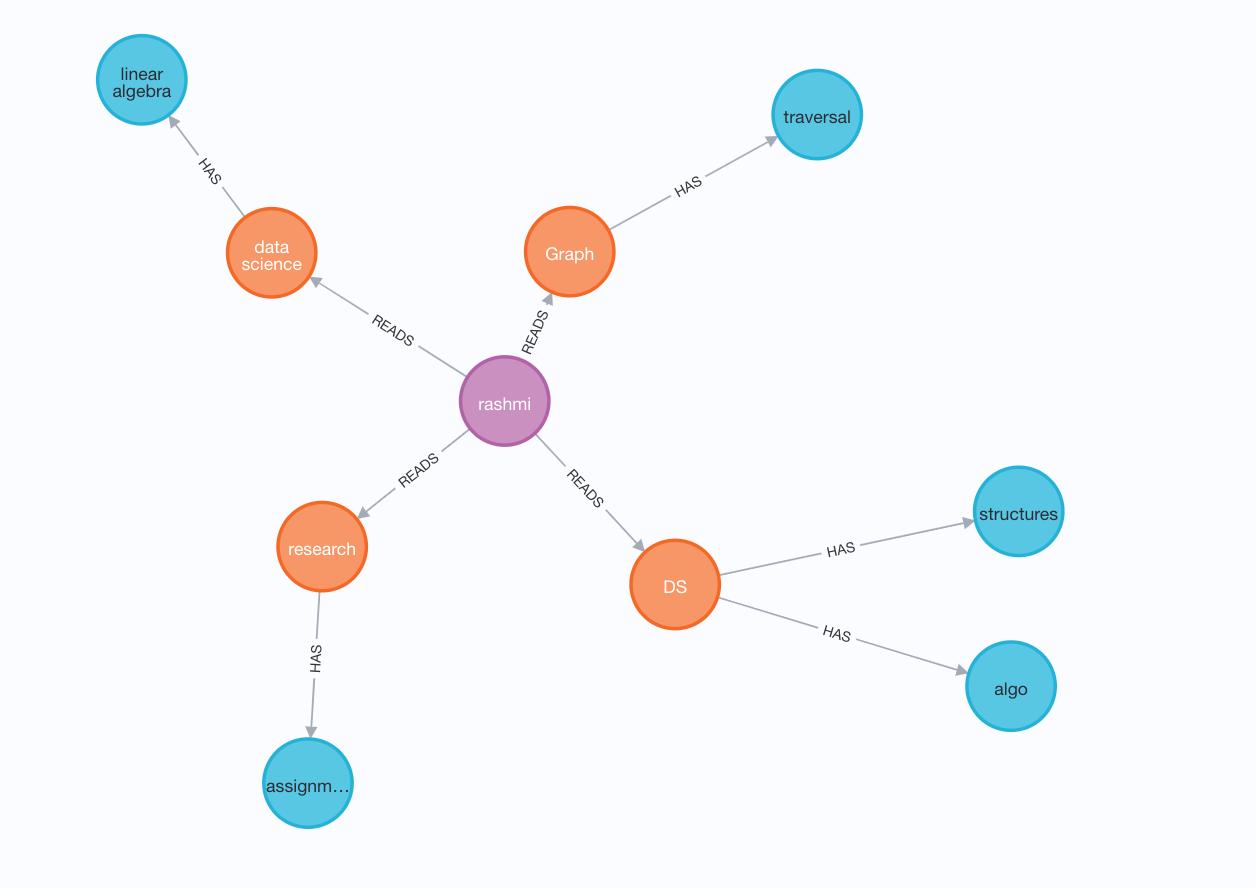 linear
algebra
traversal
HAS
HAS
data
science
Graph
READS
READS
rashmi
READS
READS
structures
research
HAS
DS
HAS
HAS
algo
assignm...